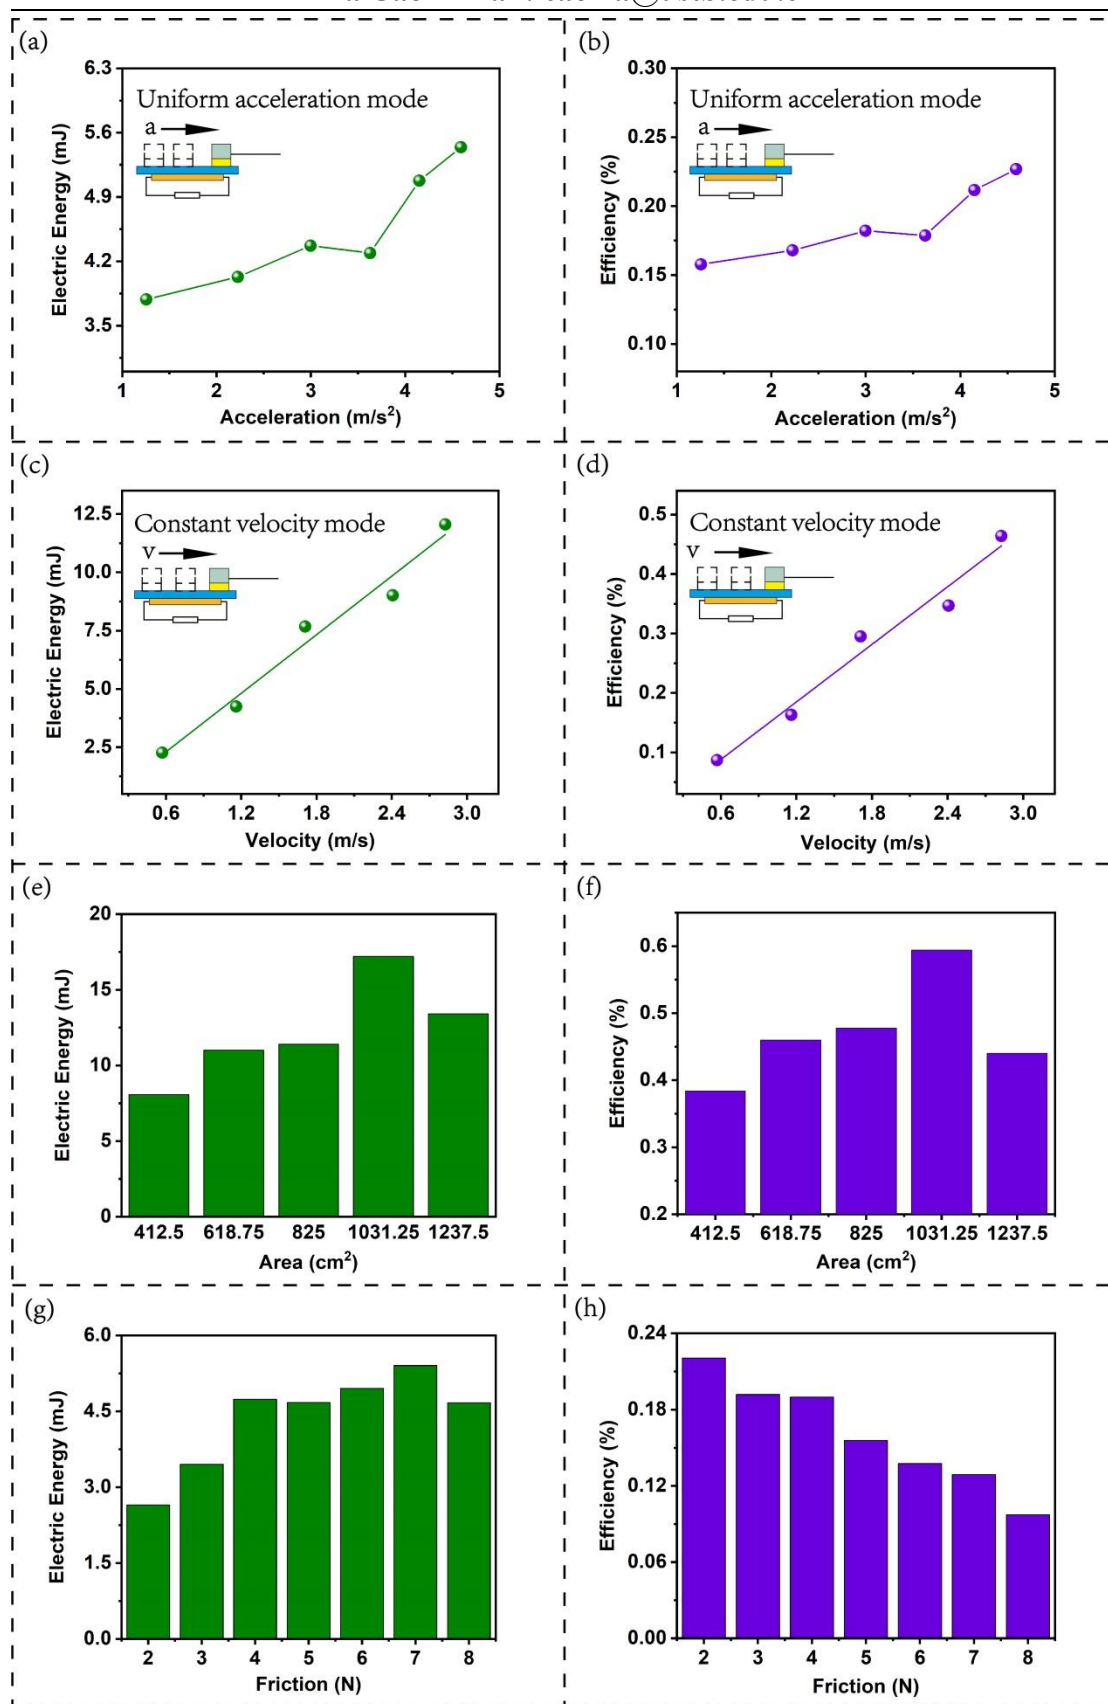 (a)
6.3
5.6
4.9
4.2
3.5
Electric Energy (mJ)
Uniform acceleration mode
a
1 2 3 4 5
Acceleration (m/s²)
(b)
0.30
0.25
0.20
0.15
0.10
Efficiency (%)
Uniform acceleration mode
a
1 2 3 4 5
Acceleration (m/s²)
(c)
12.5
10.0
7.5
5.0
2.5
Electric Energy (mJ)
Constant velocity mode
v
0.6 1.2 1.8 2.4 3.0
Velocity (m/s)
(d)
0.5
0.4
0.3
0.2
0.1
Efficiency (%)
Constant velocity mode
v
0.6 1.2 1.8 2.4 3.0
Velocity (m/s)
(e)
20
15
10
5
0
Electric Energy (mJ)
412.5 618.75 825 1031.25 1237.5
Area (cm²)
(f)
0.6
0.5
0.4
0.3
0.2
Efficiency (%)
412.5 618.75 825 1031.25 1237.5
Area (cm²)
(g)
6.0
4.5
3.0
1.5
0.0
Electric Energy (mJ)
2 3 4 5 6 7 8
Friction (N)
(h)
0.24
0.18
0.12
0.06
0.00
Efficiency (%)
2 3 4 5 6 7 8
Friction (N)